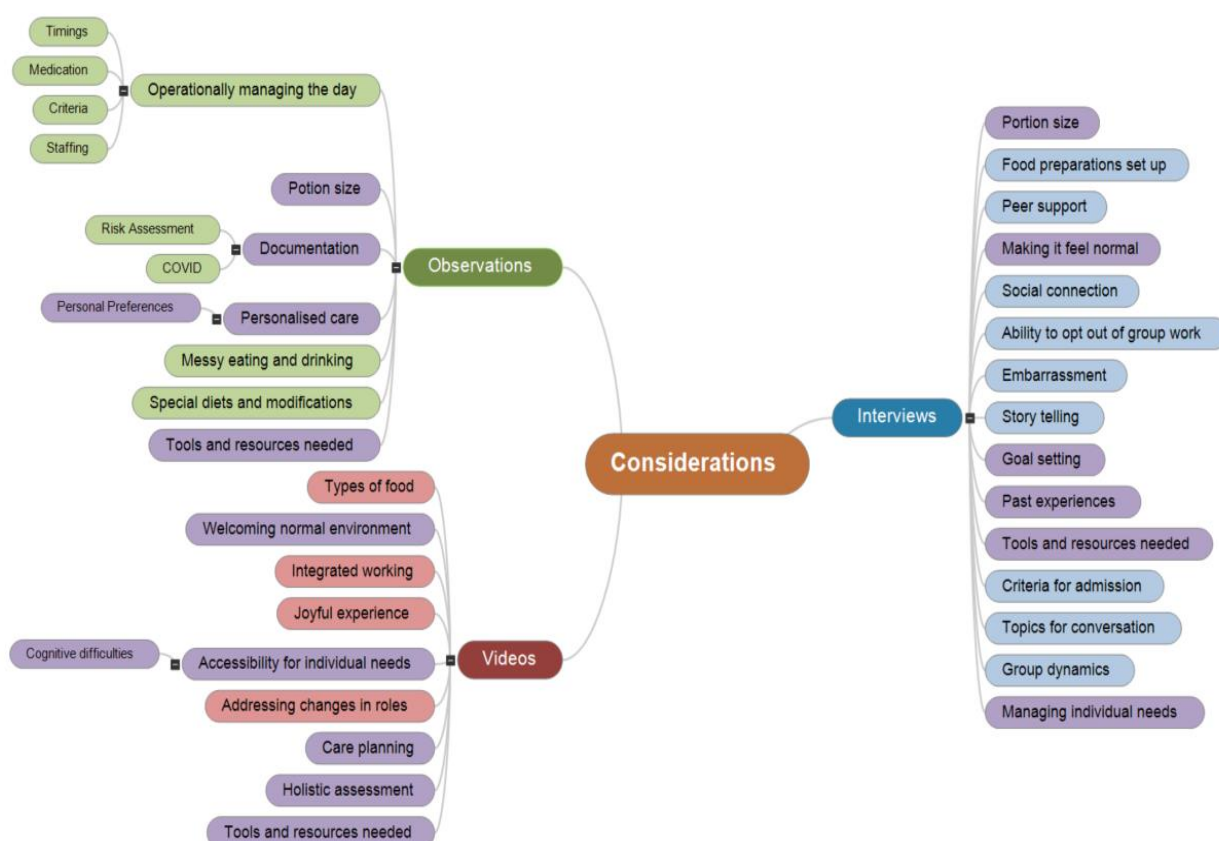 Considerations
Observations
Operationally managing the day
Timings
Medication
Criteria
Staffing
Potion size
Documentation
Risk Assessment
COVID
Personalised care
Personal Preferences
Messy eating and drinking
Special diets and modifications
Tools and resources needed
Videos
Types of food
Welcoming normal environment
Integrated working
Joyful experience
Accessibility for individual needs
Cognitive difficulties
Addressing changes in roles
Care planning
Holistic assessment
Tools and resources needed
Interviews
Portion size
Food preparations set up
Peer support
Making it feel normal
Social connection
Ability to opt out of group work
Embarrassment
Story telling
Goal setting
Past experiences
Tools and resources needed
Criteria for admission
Topics for conversation
Group dynamics
Managing individual needs